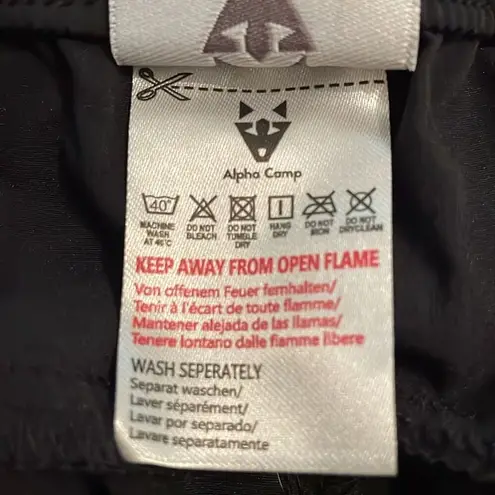 Alpha Camp
40°
MACHINE WASH AT 40°C
DO NOT BLEACH
DO NOT TUMBLE DRY
HANG DRY
DO NOT IRON
DO NOT DRYCLEAN
KEEP AWAY FROM OPEN FLAME
Von offenem Feuer fernhalten/
Tenir à l'écart de toute flamme/
Mantener alejada de las llamas/
Tenere lontano dalle fiamme libere
WASH SEPERATELY
Separat waschen/
Laver séparément/
Lavar por separado/
Lavare separatamente